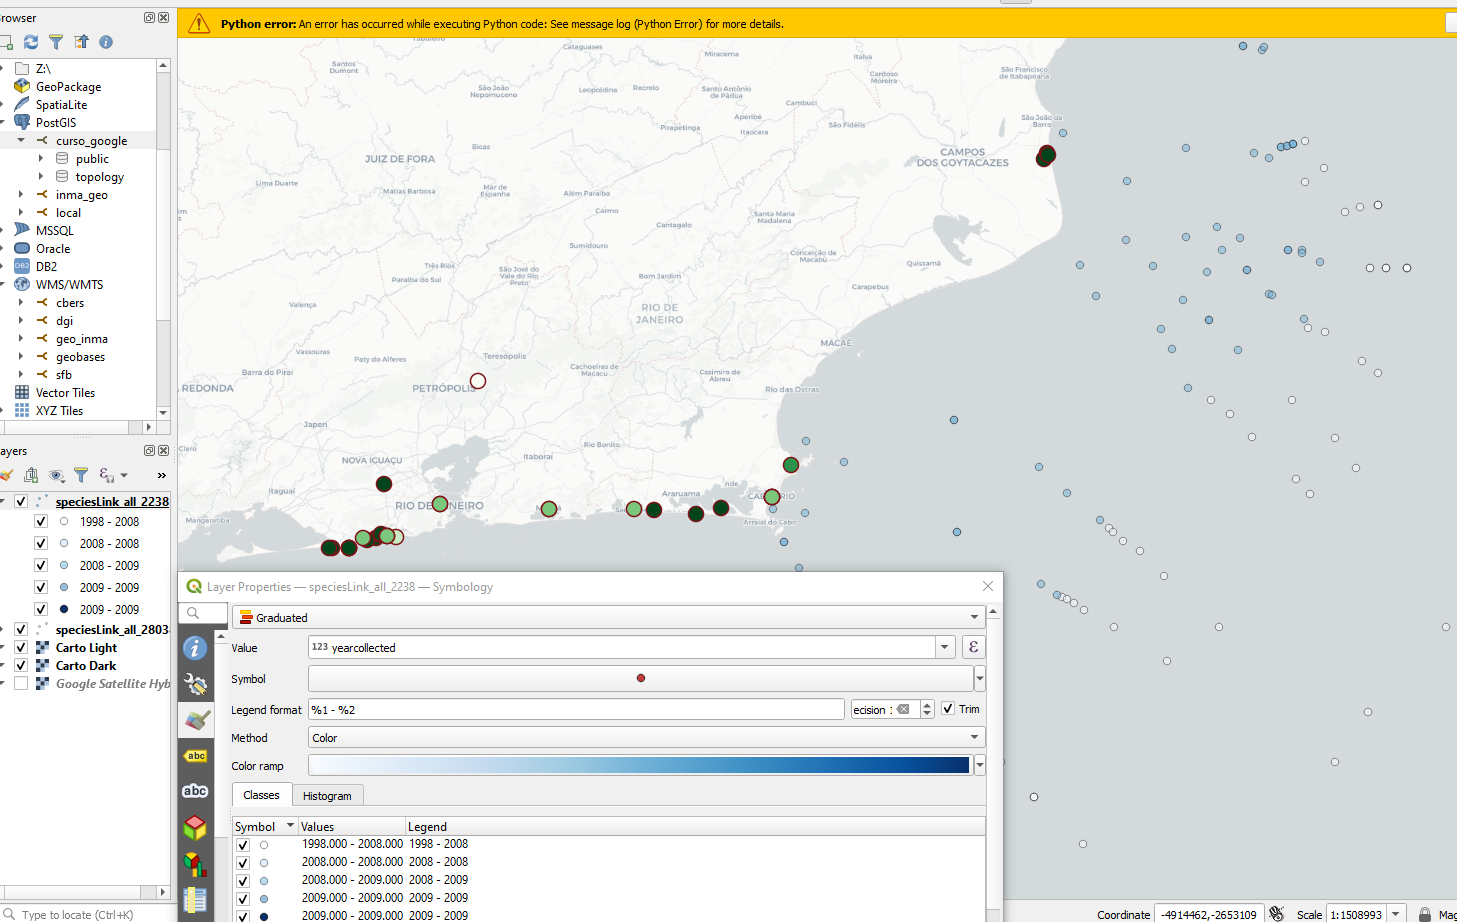 Python error: An error has occurred while executing Python code: See message log (Python Error) for more details.
Browser
Z:\
GeoPackage
SpatiaLite
PostGIS
curso_google
public
topology
inma_geo
local
MSSQL
Oracle
DB2
WMS/WMTS
cbers
dgi
geo_inma
geobases
sfb
Vector Tiles
XYZ Tiles
ayers
speciesLink_all_2238
1998 - 2008
2008 - 2008
2008 - 2009
2009 - 2009
2009 - 2009
speciesLink_all_2803
Carto Light
Carto Dark
Google Satellite Hyb
Type to locate (Ctrl+K)
Cataguases
Miracema
Santos Dumont
São João Nepomuceno
Leopoldina
Recreio
Santo Antônio de Pádua
Italva
Cardoso Moreira
São Francisco de Itabapoana
Cambuci
Aperibé
Itaocara
Pirapetinga
São Fidélis
São João da Barra
JUIZ DE FORA
Bicas
CAMPOS DOS GOYTACAZES
Lima Duarte
Matias Barbosa
Mar de Espanha
Além Paraíba
Carmo
Santa Maria Madalena
Cantagalo
Sumidouro
Conceição de Macabu
Quissamã
Três Rios
Paraíba do Sul
São José do Vale do Rio Preto
Bom Jardim
Carapebus
Valença
RIO DE JANEIRO
MACAÉ
Vassouras
Paty do Alferes
Teresópolis
Barra do Piraí
Cachoeiras de Macacu
Casimiro de Abreu
REDONDA
PETRÓPOLIS
Rio das Ostras
Japeri
Rio Bonito
Itaboraí
NOVA IGUAÇU
Claro
Itaguaí
Araruama
Mangaratiba
Arraial do Cabo
Layer Properties — speciesLink_all_2238 — Symbology
Graduated
Value
123 yearcollected
Symbol
Legend format
%1 - %2
ecision
Trim
Method
Color
Color ramp
Classes
Histogram
Symbol Values Legend
1998.000 - 2008.000 1998 - 2008
2008.000 - 2008.000 2008 - 2008
2008.000 - 2009.000 2008 - 2009
2009.000 - 2009.000 2009 - 2009
2009.000 - 2009.000 2009 - 2009
abc
abc
Coordinate -4914462,-2653109 Scale 1:1508993 Mag